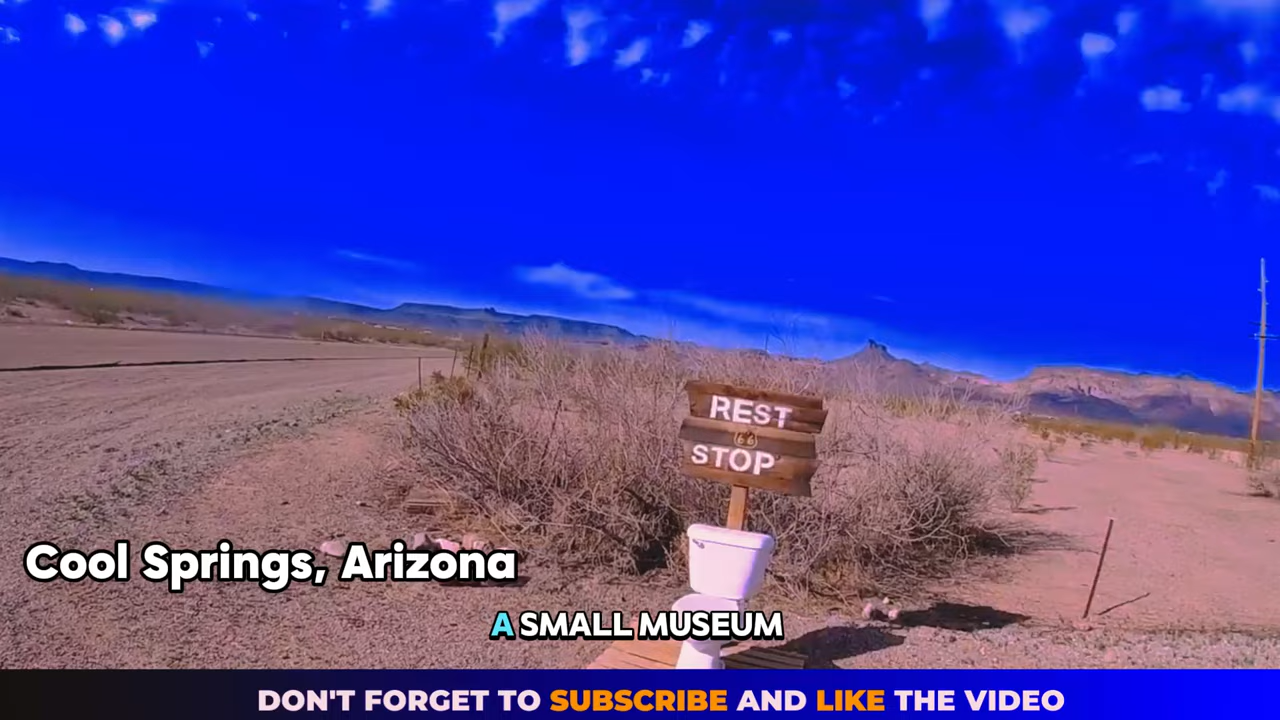 REST
66
STOP
Cool Springs, Arizona
A SMALL MUSEUM
DON'T FORGET TO SUBSCRIBE AND LIKE THE VIDEO